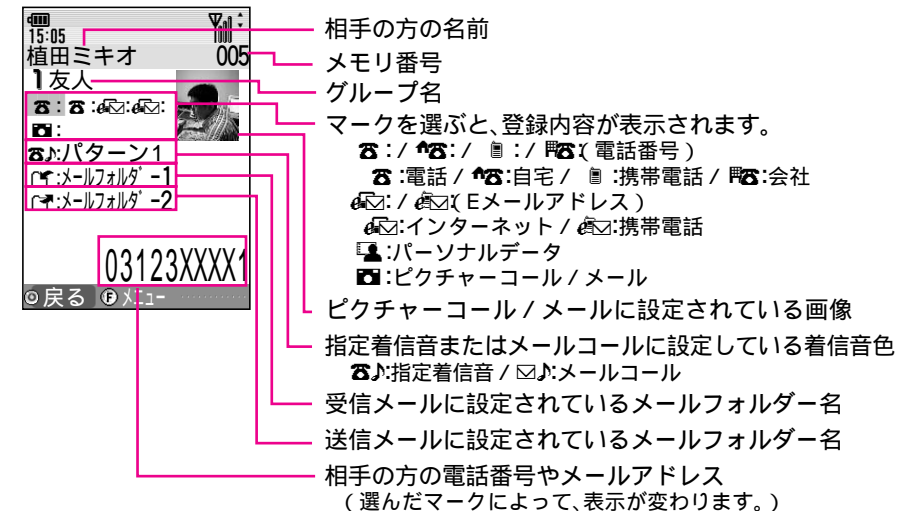 15:05
植田ミキオ 005
友人
:パターン1
:メールフォルダー1
:メールフォルダー2
03123XXXX1
戻る Ⓕメニュー
相手の方の名前
メモリ番号
グループ名
マークを選ぶと、登録内容が表示されます。
:/ :/ :/ :(電話番号)
:電話/ :自宅/ :携帯電話/ :会社
:/ :(Eメールアドレス)
:インターネット/ :携帯電話
:パーソナルデータ
:ピクチャーコール/メール
ピクチャーコール/メールに設定されている画像
指定着信音またはメールコールに設定している着信音色
:指定着信音/ :メールコール
受信メールに設定されているメールフォルダー名
送信メールに設定されているメールフォルダー名
相手の方の電話番号やメールアドレス
(選んだマークによって、表示が変わります。)